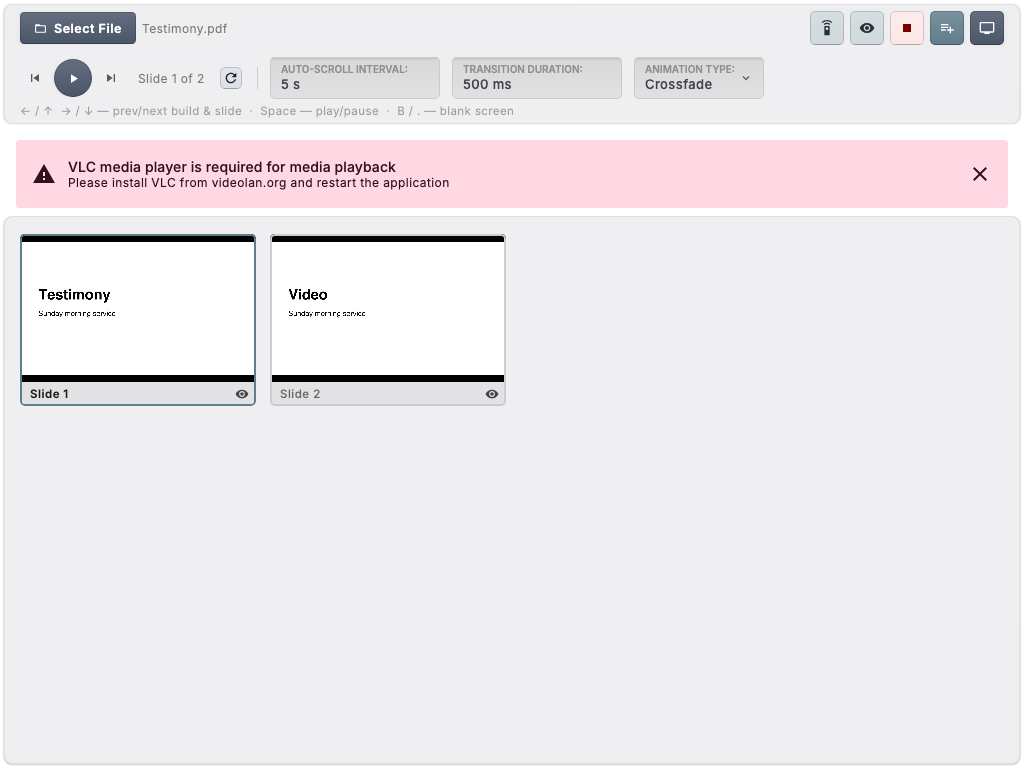 Select File
Testimony.pdf
Slide 1 of 2
AUTO-SCROLL INTERVAL:
5 s
TRANSITION DURATION:
500 ms
ANIMATION TYPE:
Crossfade
← / ↑  → / ↓ — prev/next build & slide  ·  Space — play/pause  ·  B / . — blank screen
VLC media player is required for media playback
Please install VLC from videolan.org and restart the application
Testimony
Sunday morning service
Slide 1
Video
Sunday morning service
Slide 2